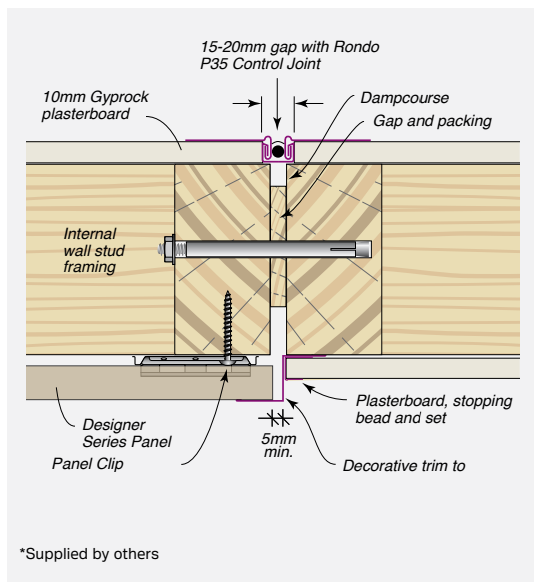 15-20mm gap with Rondo
P35 Control Joint
10mm Gyprock
plasterboard
Dampcourse
Gap and packing
Internal
wall stud
framing
Designer
Series Panel
Panel Clip
5mm
min.
Plasterboard, stopping
bead and set
Decorative trim to
*Supplied by others